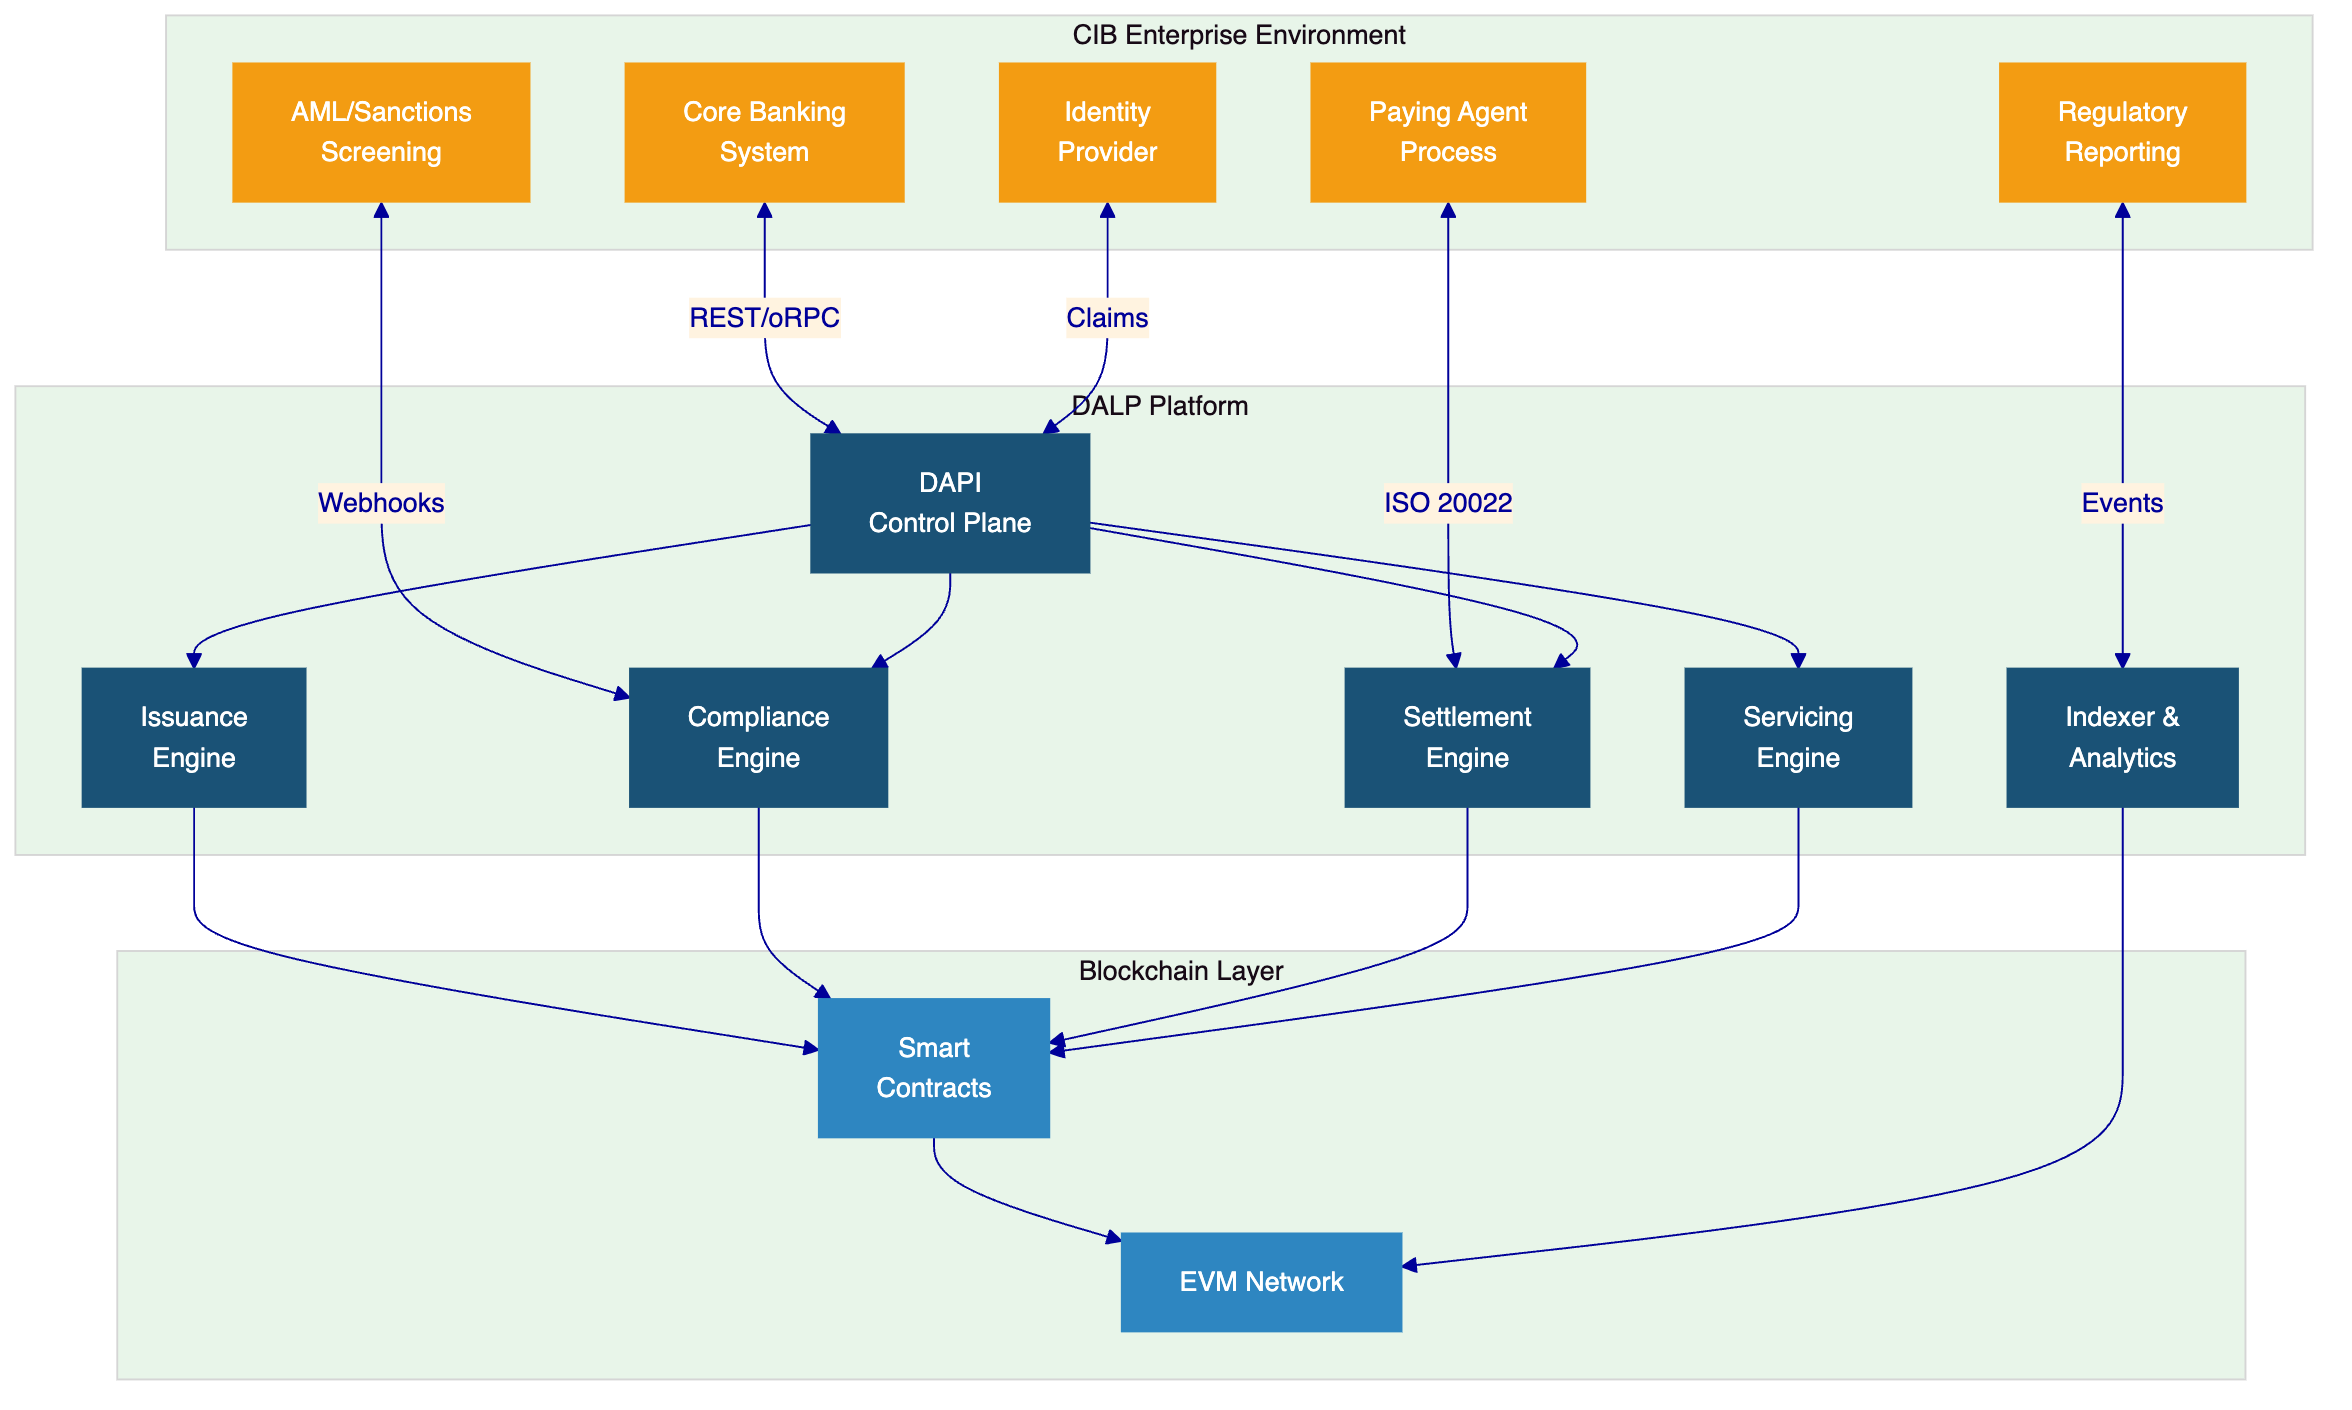 CIB Enterprise Environment
AML/Sanctions
Screening
Core Banking
System
Identity
Provider
Paying Agent
Process
Regulatory
Reporting
REST/oRPC
Claims
DALP Platform
Webhooks
DAPI
Control Plane
ISO 20022
Events
Issuance
Engine
Compliance
Engine
Settlement
Engine
Servicing
Engine
Indexer &
Analytics
Blockchain Layer
Smart
Contracts
EVM Network